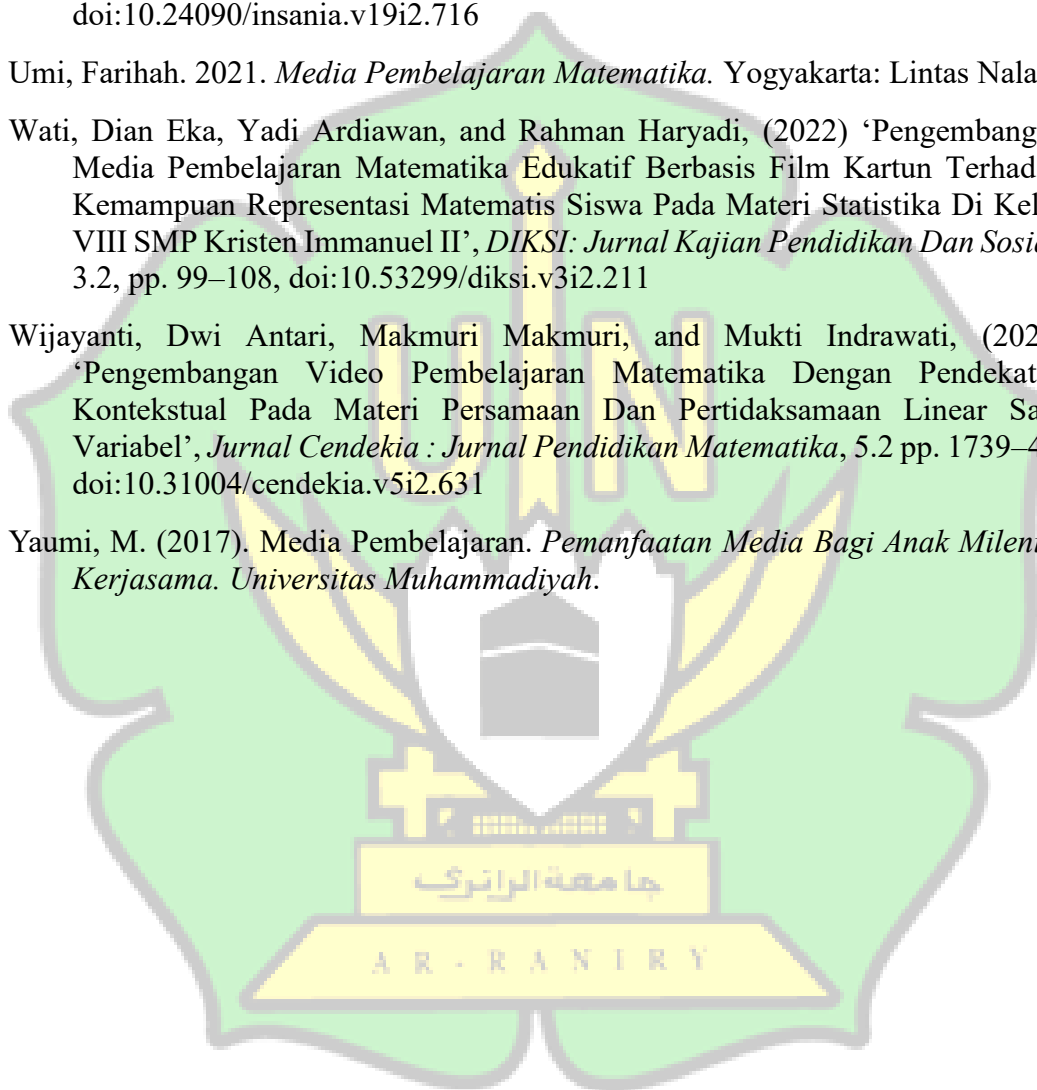 doi:10.24090/insania.v19i2.716
Umi, Farihah. 2021. Media Pembelajaran Matematika. Yogyakarta: Lintas Nala
Wati, Dian Eka, Yadi Ardiawan, and Rahman Haryadi, (2022) ‘Pengembang
Media Pembelajaran Matematika Edukatif Berbasis Film Kartun Terhad
Kemampuan Representasi Matematis Siswa Pada Materi Statistika Di Kel
VIII SMP Kristen Immanuel II’, DIKSI: Jurnal Kajian Pendidikan Dan Sosia
3.2, pp. 99–108, doi:10.53299/diksi.v3i2.211
Wijayanti, Dwi Antari, Makmuri Makmuri, and Mukti Indrawati, (202
‘Pengembangan Video Pembelajaran Matematika Dengan Pendekat
Kontekstual Pada Materi Persamaan Dan Pertidaksamaan Linear Sa
Variabel’, Jurnal Cendekia : Jurnal Pendidikan Matematika, 5.2 pp. 1739–4
doi:10.31004/cendekia.v5i2.631
Yaumi, M. (2017). Media Pembelajaran. Pemanfaatan Media Bagi Anak Mileni
Kerjasama. Universitas Muhammadiyah.
UIN
جامعة الرانري
AR-RANIRY